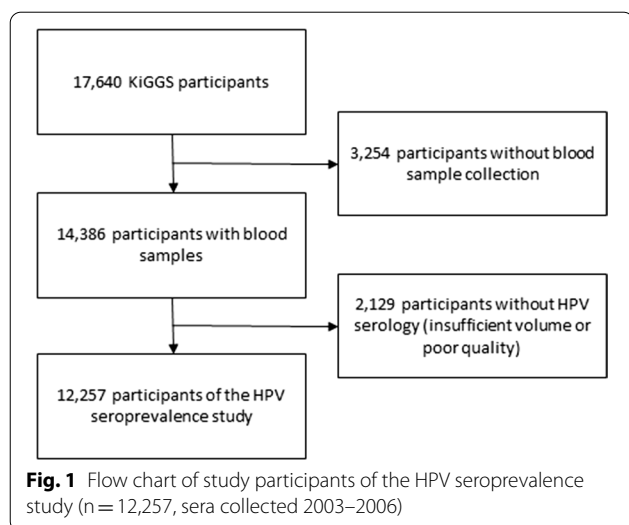 17,640 KiGGS participants
3,254 participants without blood
sample collection
14,386 participants with blood
samples
2,129 participants without HPV
serology (insufficient volume or
poor quality)
12,257 participants of the HPV
seroprevalence study
Fig. 1 Flow chart of study participants of the HPV seroprevalence
study (n = 12,257, sera collected 2003–2006)